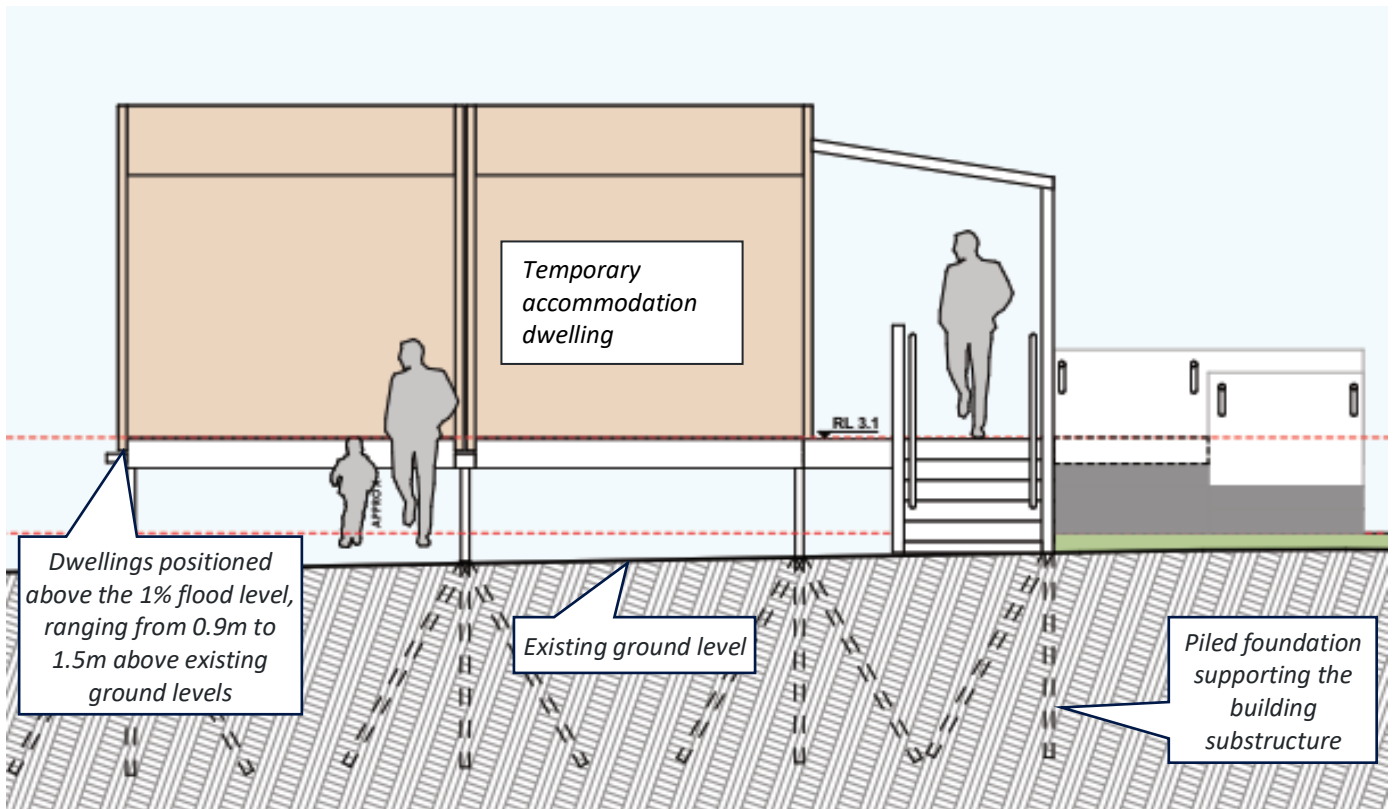 Temporary
accommodation
dwelling
RL 3.1
Dwellings positioned
above the 1% flood level,
ranging from 0.9m to
1.5m above existing
ground levels
Existing ground level
Piled foundation
supporting the
building
substructure